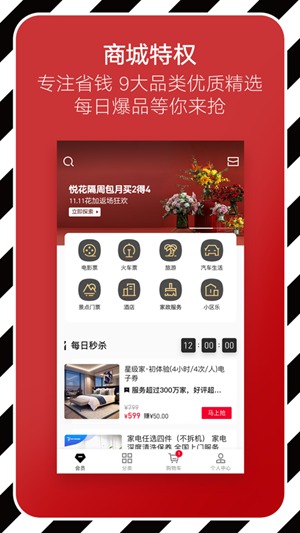 商城特权
专注省钱 9大品类优质精选
每日爆品等你来抢
悦花隔周包月买2得4
11.11花加返场狂欢
立即探索
电影票
火车票
旅游
汽车生活
景点门票
酒店
家政服务
小区乐
每日秒杀
12 : 00 : 00
星级家·初体验(4小时/4次/人)电
子券
服务超过300万家，好评超...
¥799
¥599 赚¥50.00
马上抢
家电任选四件（不拆机） 家电
深度清洗保养 全国上门服务...
会员
分类
购物车
1
个人中心